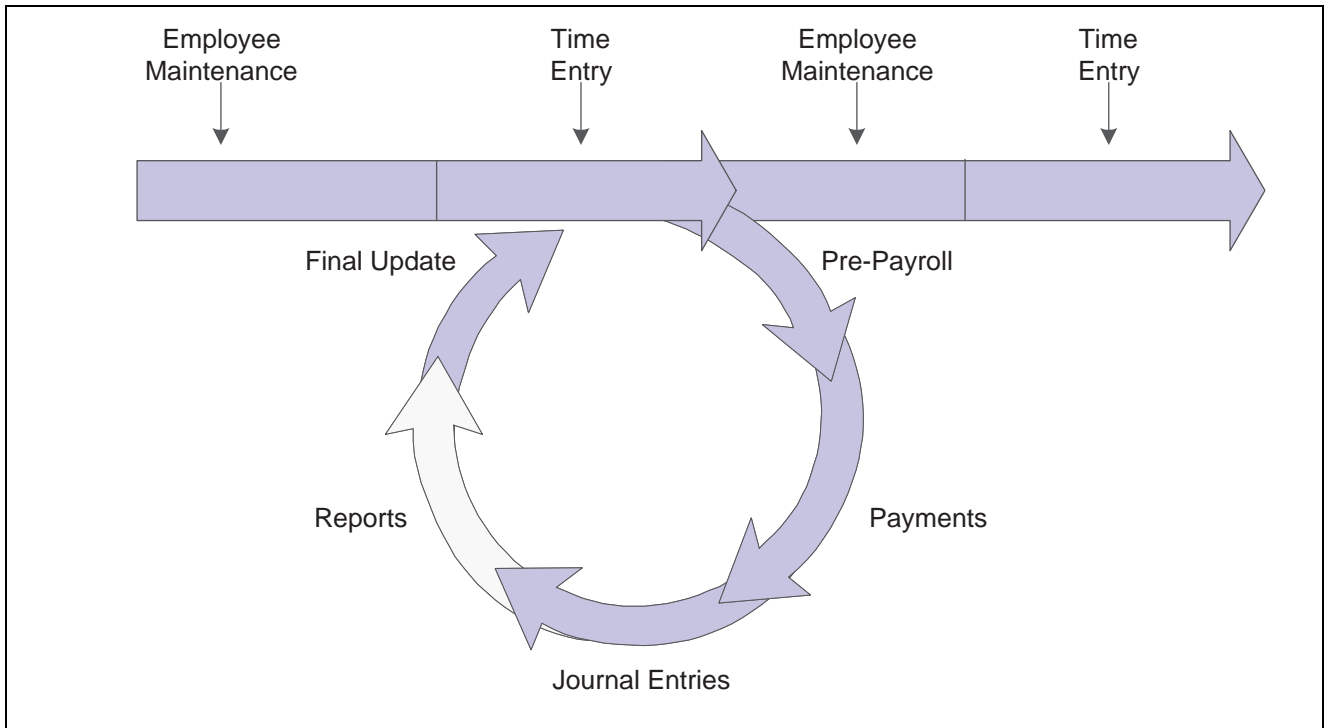 Employee
Maintenance
Time
Entry
Employee
Maintenance
Time
Entry
Final Update
Pre-Payroll
Reports
Payments
Journal Entries